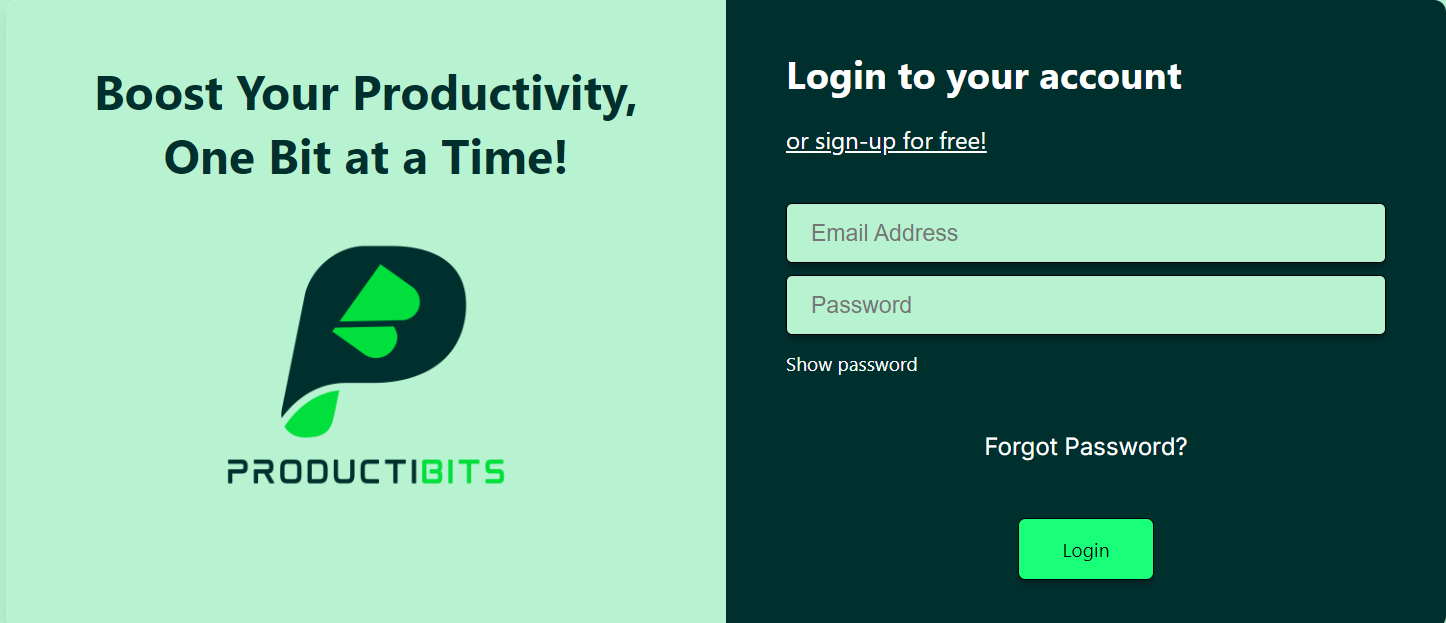 Boost Your Productivity,
One Bit at a Time!
PRODUCTIBITS
Login to your account
or sign-up for free!
Email Address
Password
Show password
Forgot Password?
Login